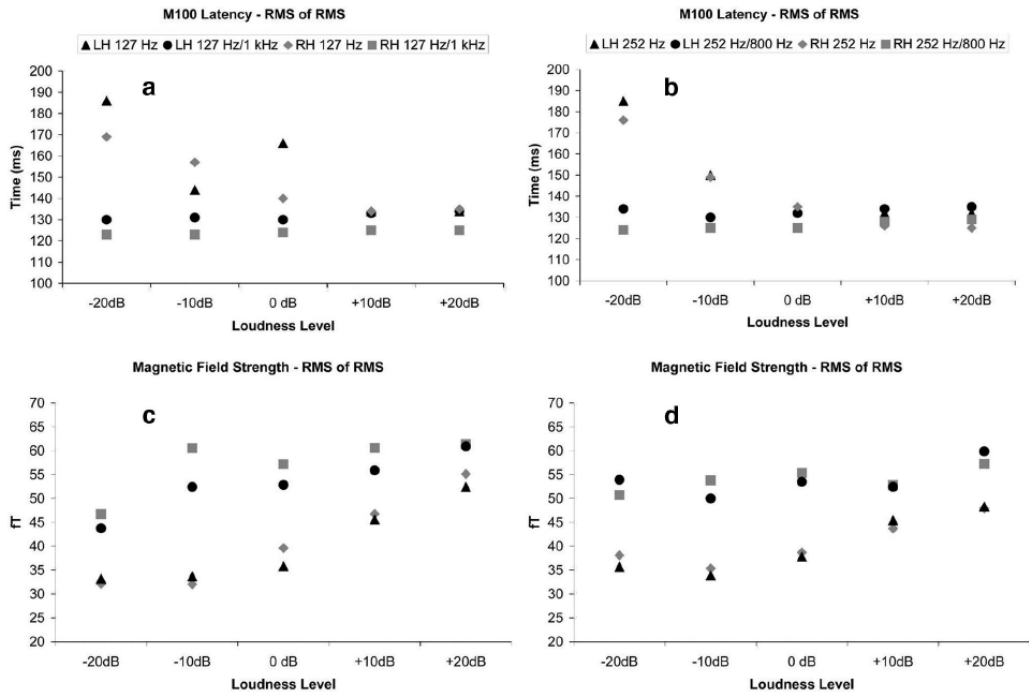 M100 Latency - RMS of RMS
▲ LH 127 Hz ● LH 127 Hz/1 kHz ◆ RH 127 Hz ■ RH 127 Hz/1 kHz
a
200
190
180
170
160
150
140
130
120
110
100
Time (ms)
-20dB -10dB 0 dB +10dB +20dB
Loudness Level
M100 Latency - RMS of RMS
▲ LH 252 Hz ● LH 252 Hz/800 Hz ◆ RH 252 Hz ■ RH 252 Hz/800 Hz
b
200
190
180
170
160
150
140
130
120
110
100
Time (ms)
-20dB -10dB 0 dB +10dB +20dB
Loudness Level
Magnetic Field Strength - RMS of RMS
c
70
65
60
55
50
45
40
35
30
25
20
fT
-20dB -10dB 0 dB +10dB +20dB
Loudness Level
Magnetic Field Strength - RMS of RMS
d
70
65
60
55
50
45
40
35
30
25
20
fT
-20dB -10dB 0 dB +10dB +20dB
Loudness Level